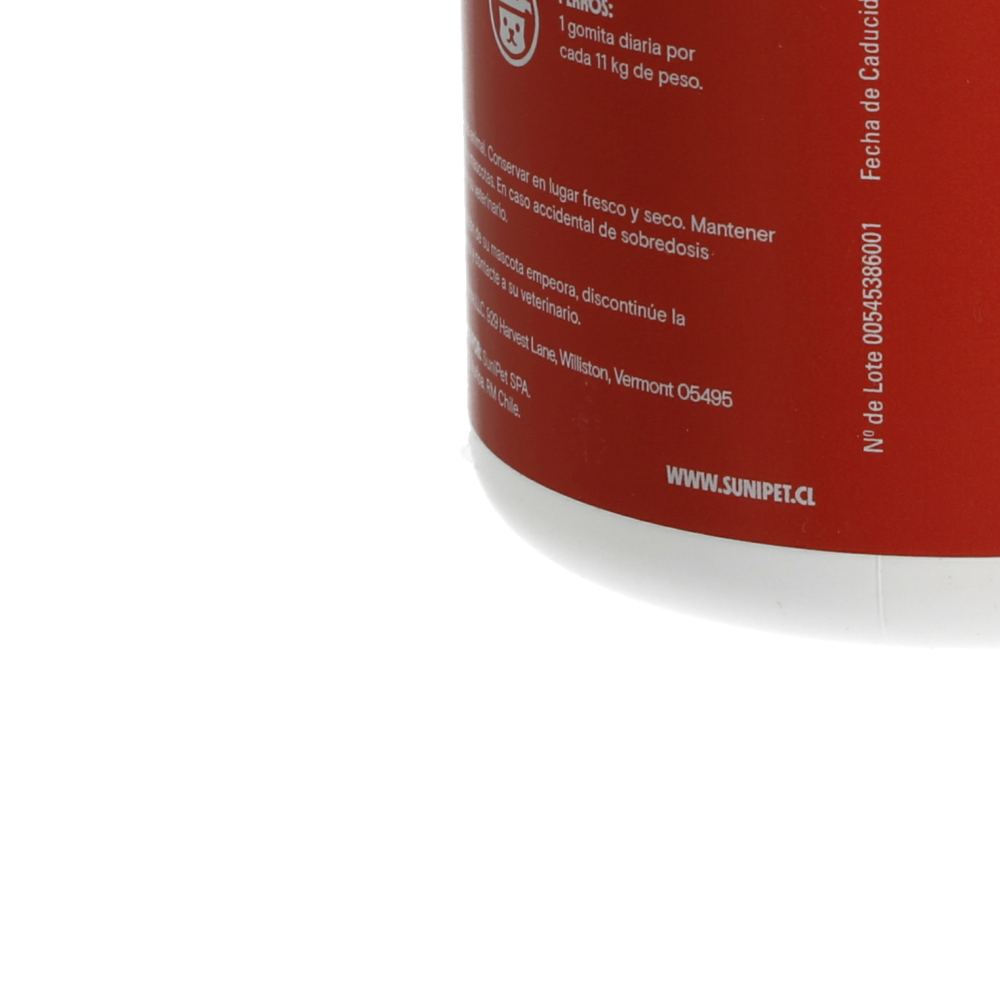 PERROS:
1 gomita diaria por
cada 11 kg de peso.
Conservar en lugar fresco y seco. Mantener
mascotas. En caso accidental de sobredosis
veterinario.
de su mascota empeora, discontinúe la
contacte a su veterinario.
LLC. 929 Harvest Lane, Williston, Vermont 05495
SuniPet SPA.
RM Chile.
WWW.SUNIPET.CL
Nº de Lote 00545386001
Fecha de